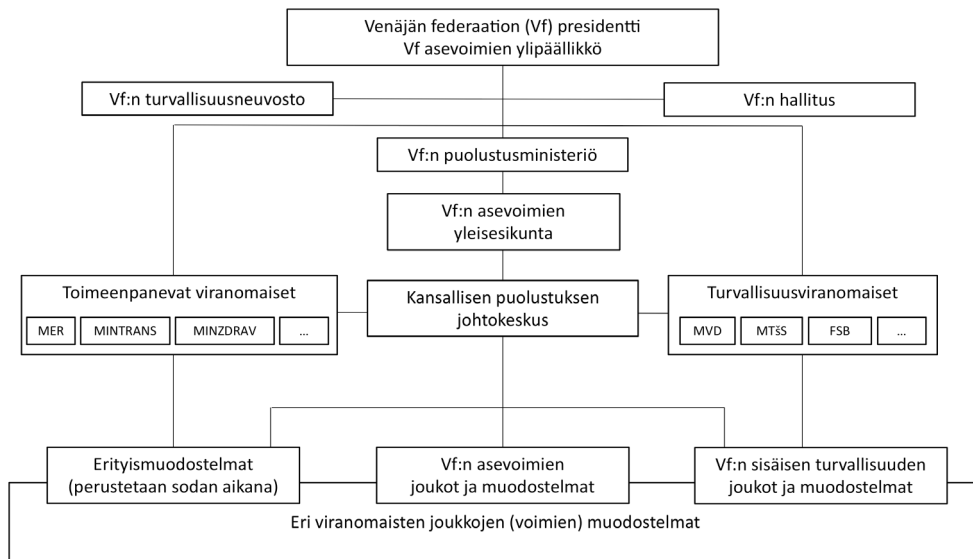 Venäjän federaation (Vf) presidentti
Vf asevoimien ylipäällikkö
Vf:n turvallisuusneuvosto
Vf:n hallitus
Vf:n puolustusministeriö
Vf:n asevoimien
yleisesikunta
Toimeenpanevat viranomaiset
MER
MINTRANS
MINZDRAV
...
Kansallisen puolustuksen
johtokeskus
Turvallisuusviranomaiset
MVD
MTšS
FSB
...
Erityismuodostelmat
(perustetaan sodan aikana)
Vf:n asevoimien
joukot ja muodostelmat
Vf:n sisäisen turvallisuuden
joukot ja muodostelmat
Eri viranomaisten joukkojen (voimien) muodostelmat